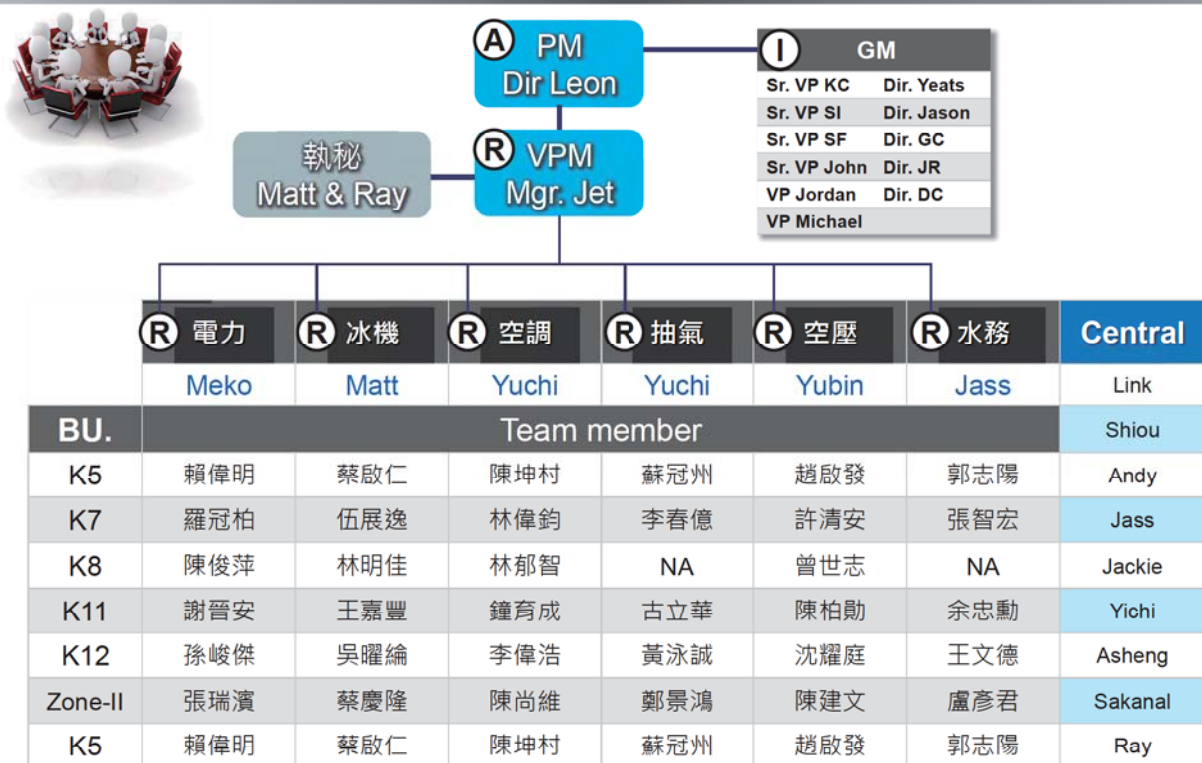 A PM
Dir Leon
I GM
Sr. VP KC Dir. Yeats
Sr. VP SI Dir. Jason
Sr. VP SF Dir. GC
Sr. VP John Dir. JR
VP Jordan Dir. DC
VP Michael
執秘
Matt & Ray
R VPM
Mgr. Jet
R 電力 R 冰機 R 空調 R 抽氣 R 空壓 R 水務 Central
Meko Matt Yuchi Yuchi Yubin Jass Link
BU. Team member Shiou
K5 賴偉明 蔡啟仁 陳坤村 蘇冠州 趙啟發 郭志陽 Andy
K7 羅冠柏 伍展逸 林偉鈞 李春億 許清安 張智宏 Jass
K8 陳俊萍 林明佳 林郁智 NA 曾世志 NA Jackie
K11 謝晉安 王嘉豐 鐘育成 古立華 陳柏勛 余忠勳 Yichi
K12 孫峻傑 吳曜綸 李偉浩 黃泳誠 沈耀庭 王文德 Asheng
Zone-II 張瑞濱 蔡慶隆 陳尚維 鄭景鴻 陳建文 盧彥君 Sakanal
K5 賴偉明 蔡啟仁 陳坤村 蘇冠州 趙啟發 郭志陽 Ray